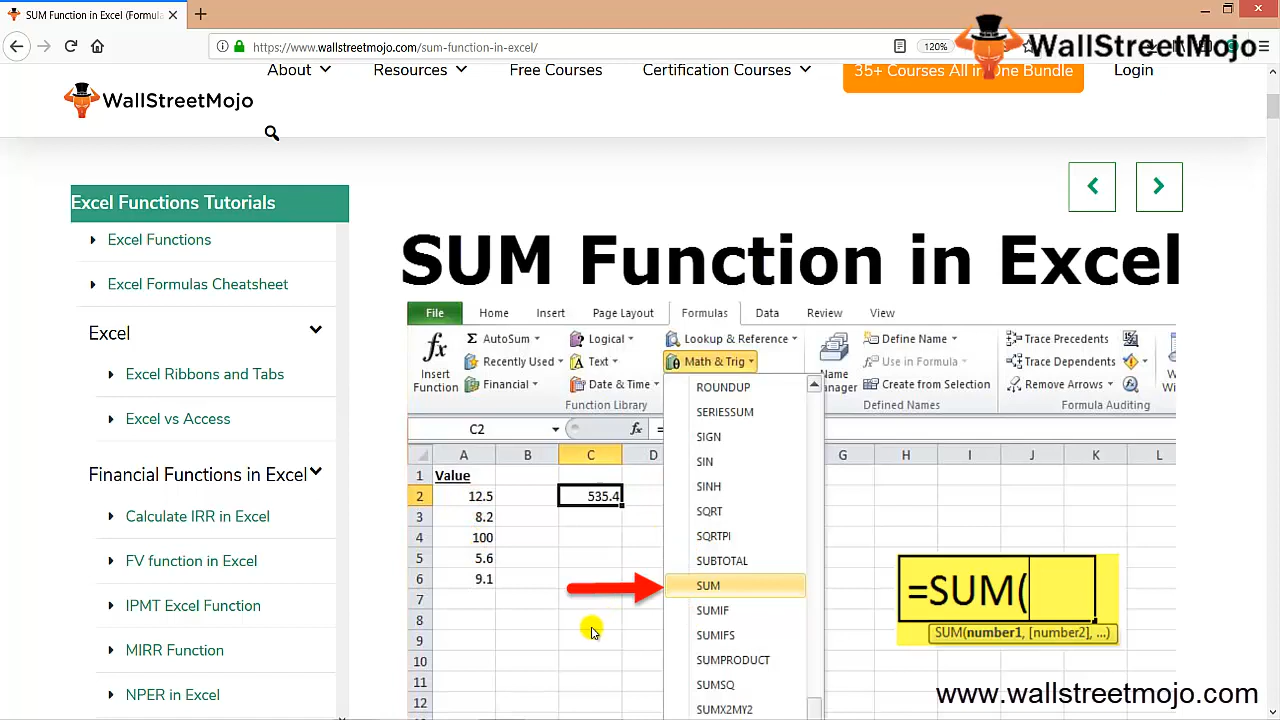 SUM Function in Excel (Formula
https://www.wallstreetmojo.com/sum-function-in-excel/
120%
WallStreetMojo
About
Resources
Free Courses
Certification Courses
35+ Courses All in One Bundle
Login
WallStreetMojo
Excel Functions Tutorials
Excel Functions
Excel Formulas Cheatsheet
Excel
Excel Ribbons and Tabs
Excel vs Access
Financial Functions in Excel
Calculate IRR in Excel
FV function in Excel
IPMT Excel Function
MIRR Function
NPER in Excel
SUM Function in Excel
File Home Insert Page Layout Formulas Data Review View
fx Insert Function
Σ AutoSum
Recently Used
Financial
Logical
Text
Date & Time
Lookup & Reference
Math & Trig
Function Library
Name Manager
Define Name
Use in Formula
Create from Selection
Defined Names
Trace Precedents
Trace Dependents
Remove Arrows
Formula Auditing
C2 fx =
A B C D G H I J K L
1 Value
2 12.5 535.4
3 8.2
4 100
5 5.6
6 9.1
7
8
9
10
11
12
ROUNDUP
SERIESSUM
SIGN
SIN
SINH
SQRT
SQRTPI
SUBTOTAL
SUM
SUMIF
SUMIFS
SUMPRODUCT
SUMSQ
SUMX2MY2
=SUM(
SUM(number1, [number2], ...)
www.wallstreetmojo.com